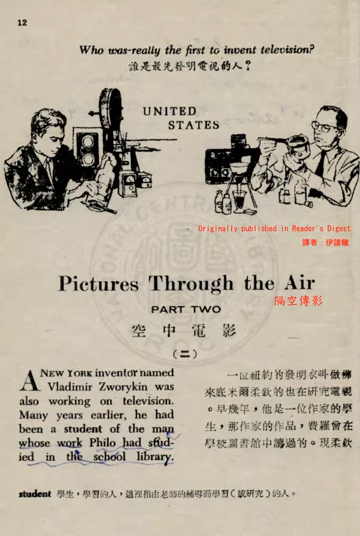 12
Who was really the first to invent television?
誰是最先發明電視的人?
UNITED
STATES
Originally published in Reader's Digest
譯者:伊謹緻
Pictures Through the Air
隔空傳影
PART TWO
空中電影
(二)
A NEW YORK inventor named
Vladimir Zworykin was
also working on television.
Many years earlier, he had
been a student of the man
whose work Philo had stud-
ied in the school library.
一位紐約的發明家叫做佛
來底米爾柔欽的也在研究電視
。早幾年,他是一位作家的學
生,那作家的作品,費羅曾在
學校圖書館中讀過的。現柔欽
student 學生,學習的人,這裡指由老師的輔導而學習(或研究)的人。